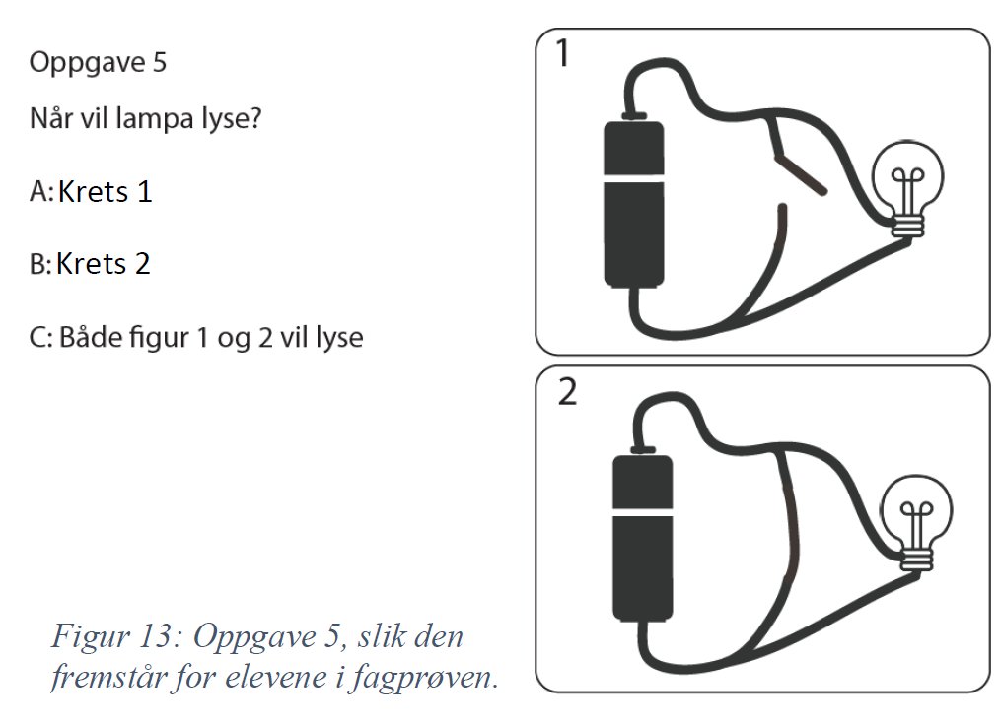 Oppgave 5
Når vil lampa lyse?
A: Krets 1
B: Krets 2
C: Både figur 1 og 2 vil lyse
Figur 13: Oppgave 5, slik den
fremstår for elevene i fagprøven.
1
2